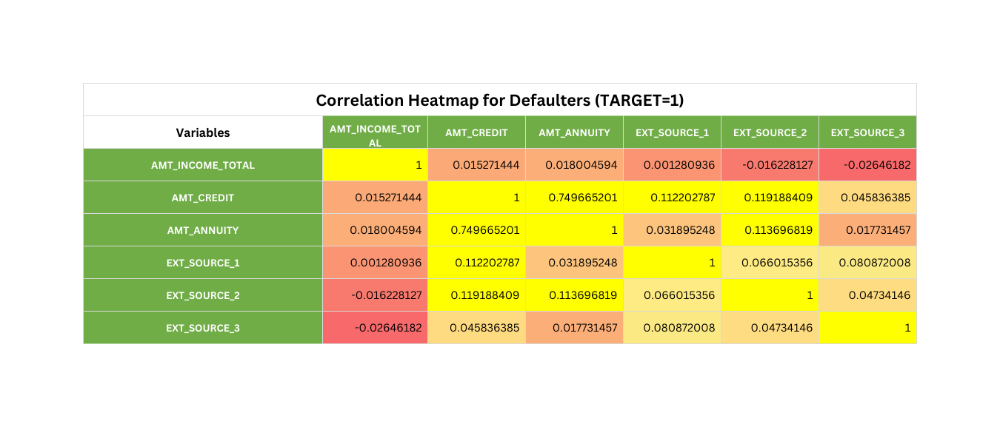 Correlation Heatmap for Defaulters (TARGET=1)
Variables AMT_INCOME_TOT AL AMT_CREDIT AMT_ANNUITY EXT_SOURCE_1 EXT_SOURCE_2 EXT_SOURCE_3
AMT_INCOME_TOTAL 1 0.015271444 0.018004594 0.001280936 -0.016228127 -0.02646182
AMT_CREDIT 0.015271444 1 0.749665201 0.112202787 0.119188409 0.045836385
AMT_ANNUITY 0.018004594 0.749665201 1 0.031895248 0.113696819 0.017731457
EXT_SOURCE_1 0.001280936 0.112202787 0.031895248 1 0.066015356 0.080872008
EXT_SOURCE_2 -0.016228127 0.119188409 0.113696819 0.066015356 1 0.04734146
EXT_SOURCE_3 -0.02646182 0.045836385 0.017731457 0.080872008 0.04734146 1